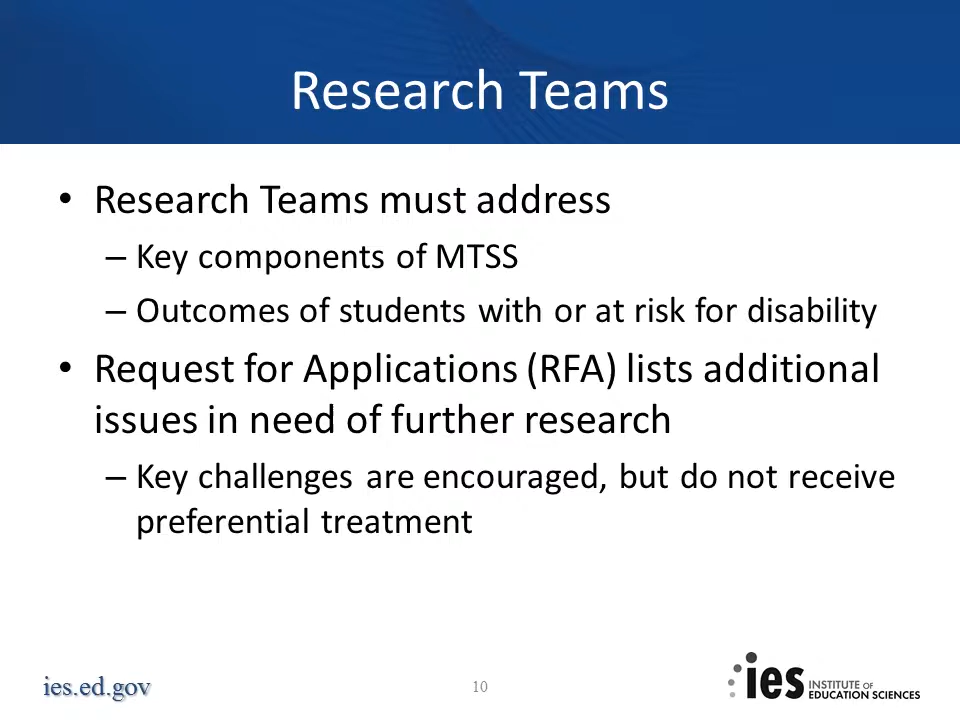 Research Teams
• Research Teams must address
– Key components of MTSS
– Outcomes of students with or at risk for disability
• Request for Applications (RFA) lists additional
issues in need of further research
– Key challenges are encouraged, but do not receive
preferential treatment
ies.ed.gov
10
ies INSTITUTE OF
EDUCATION SCIENCES